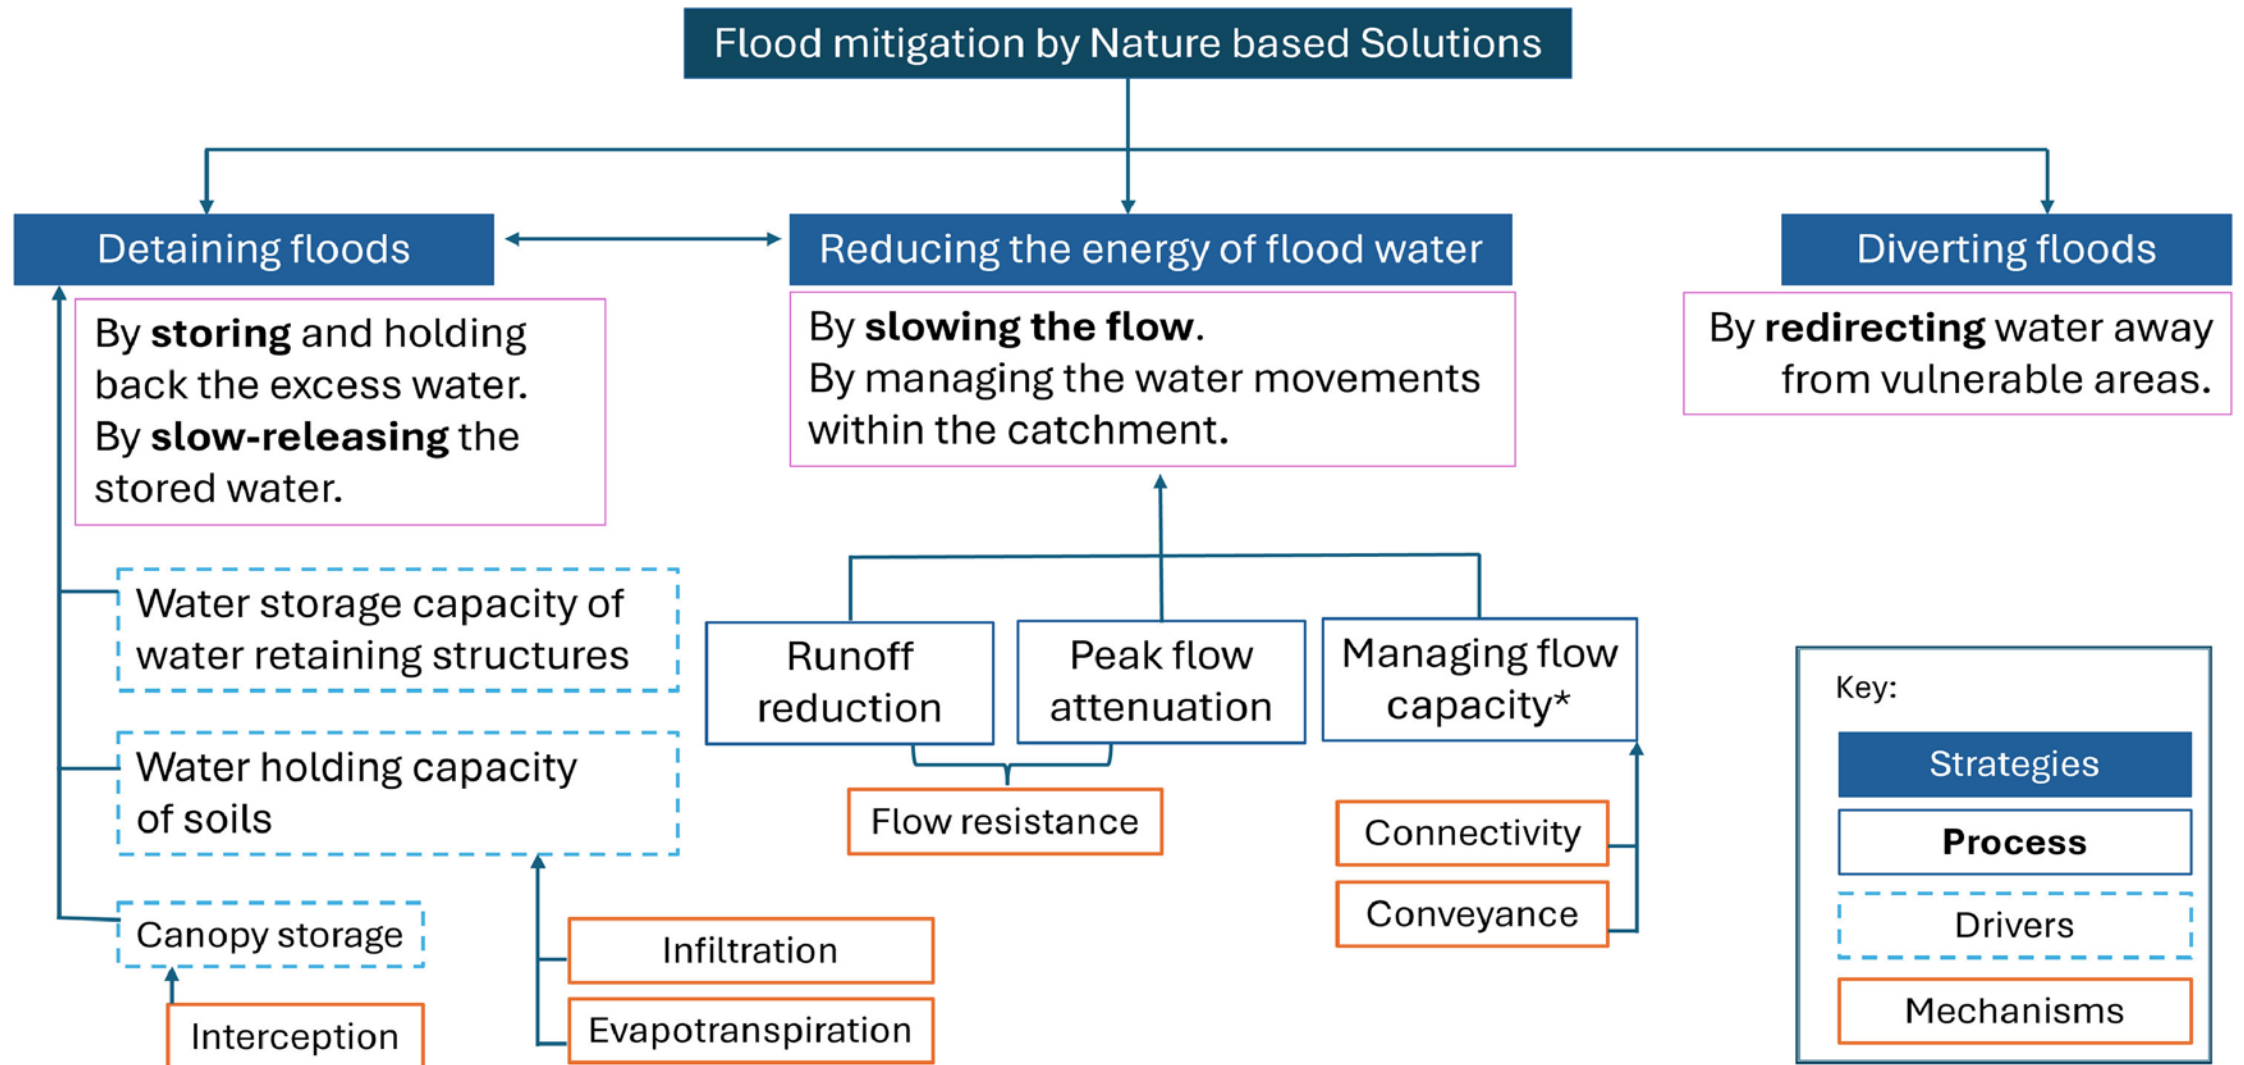 Flood mitigation by Nature based Solutions
Detaining floods
Reducing the energy of flood water
Diverting floods
By storing and holding
back the excess water.
By slow-releasing the
stored water.
By slowing the flow.
By managing the water movements
within the catchment.
By redirecting water away
from vulnerable areas.
Water storage capacity of
water retaining structures
Water holding capacity
of soils
Canopy storage
Interception
Infiltration
Evapotranspiration
Runoff
reduction
Peak flow
attenuation
Managing flow
capacity*
Flow resistance
Connectivity
Conveyance
Key:
Strategies
Process
Drivers
Mechanisms